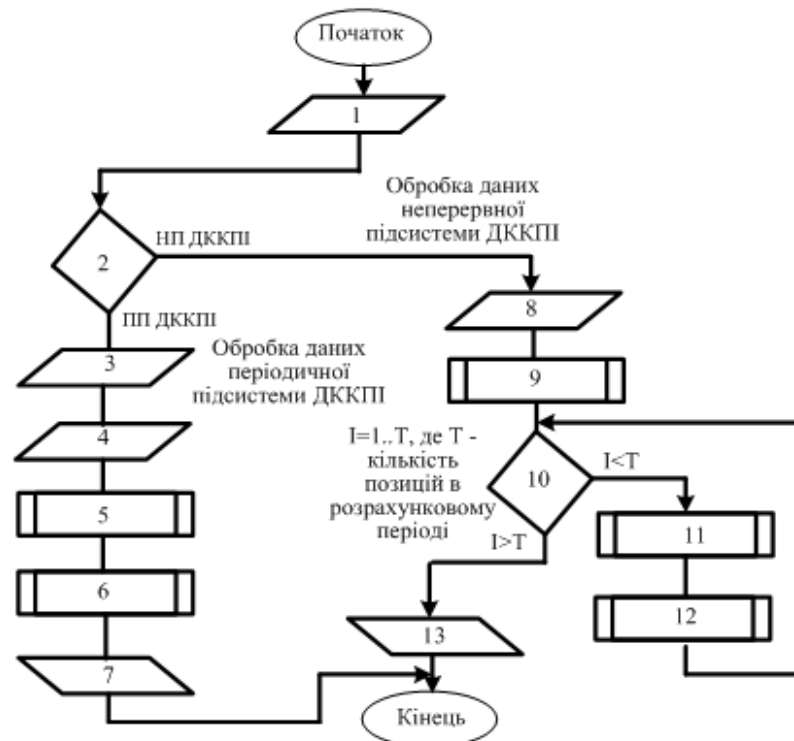 Початок
1
Обробка даних
неперервної
підсистеми ДККПІ
НП ДККПІ
2
8
ПП ДККПІ
3
Обробка даних
періодичної
підсистеми ДККПІ
9
4
I=1..T, де T -
кількість
позицій в
розрахунковому
періоді
10
I<T
5
11
I>T
6
12
13
7
Кінець